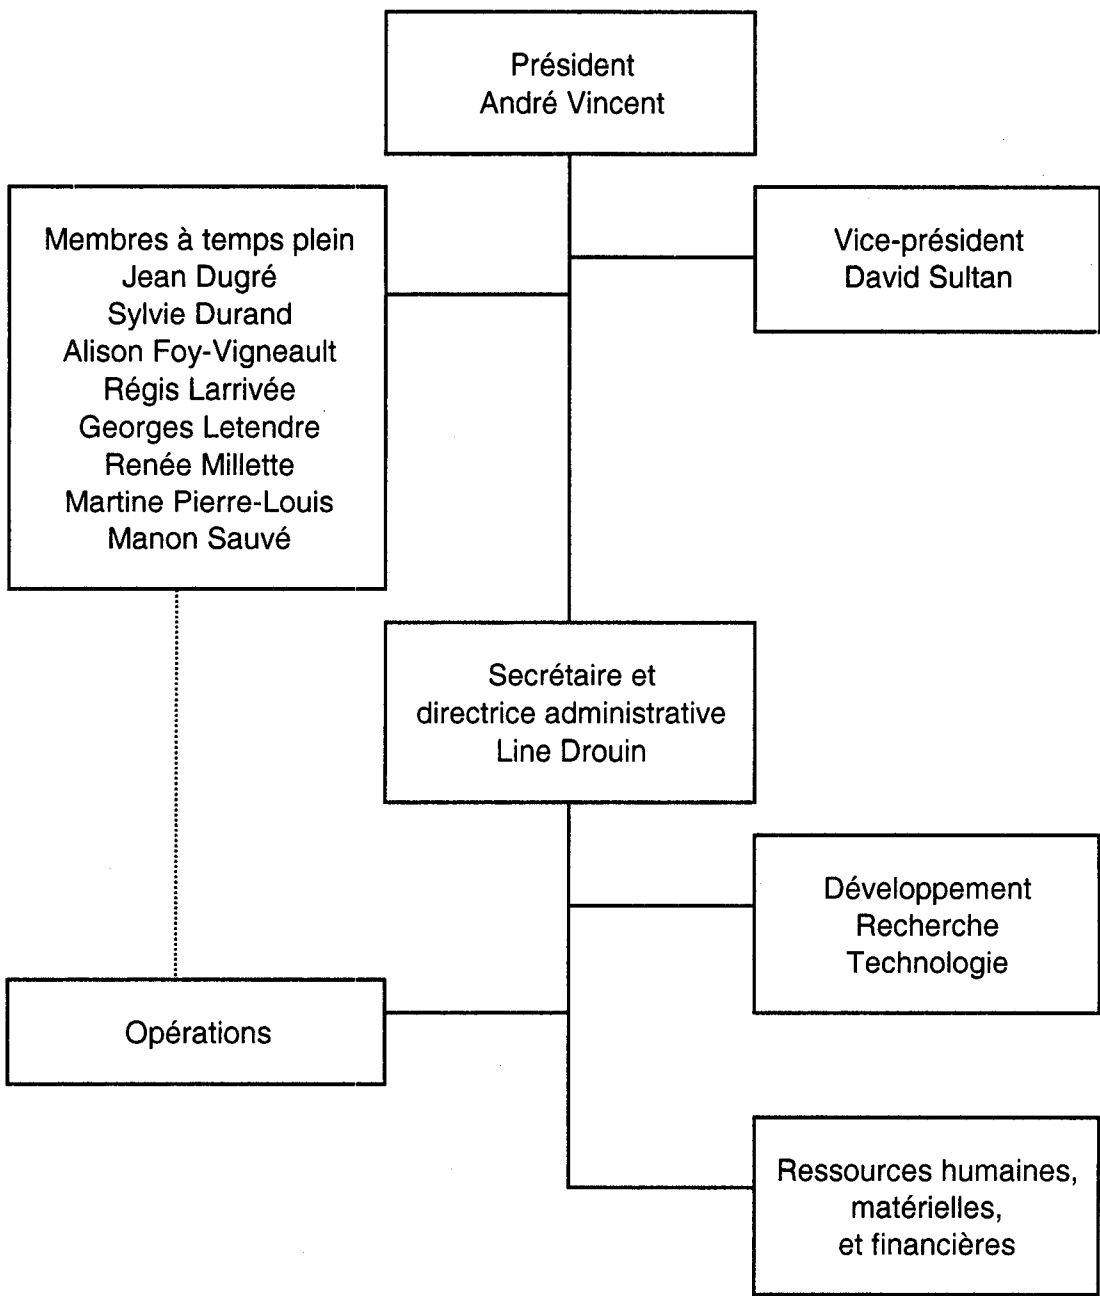 Président
André Vincent
Membres à temps plein
Jean Dugré
Sylvie Durand
Alison Foy-Vigneault
Régis Larrivée
Georges Letendre
Renée Millette
Martine Pierre-Louis
Manon Sauvé
Vice-président
David Sultan
Secrétaire et
directrice administrative
Line Drouin
Développement
Recherche
Technologie
Opérations
Ressources humaines,
matérielles,
et financières